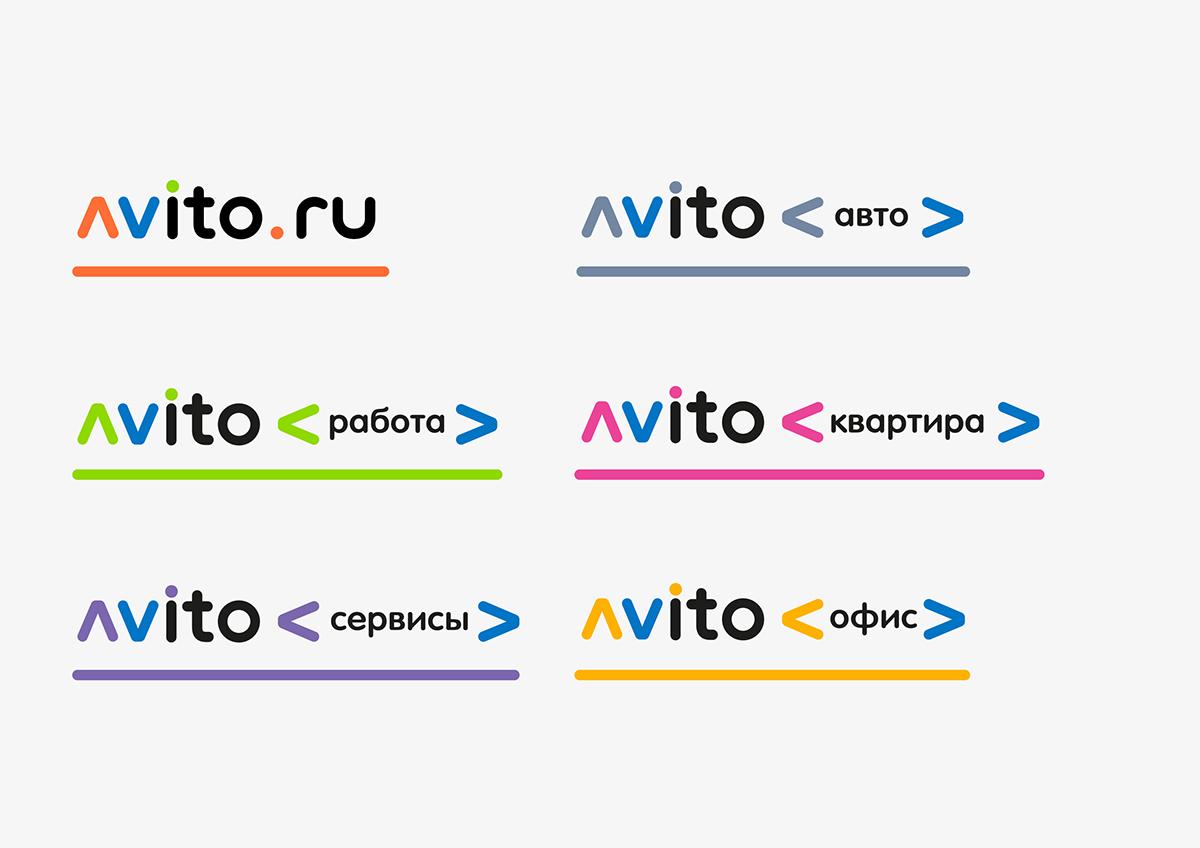 avito.ru
avito < авто >
avito < работа >
avito < квартира >
avito < сервисы >
avito < офис >